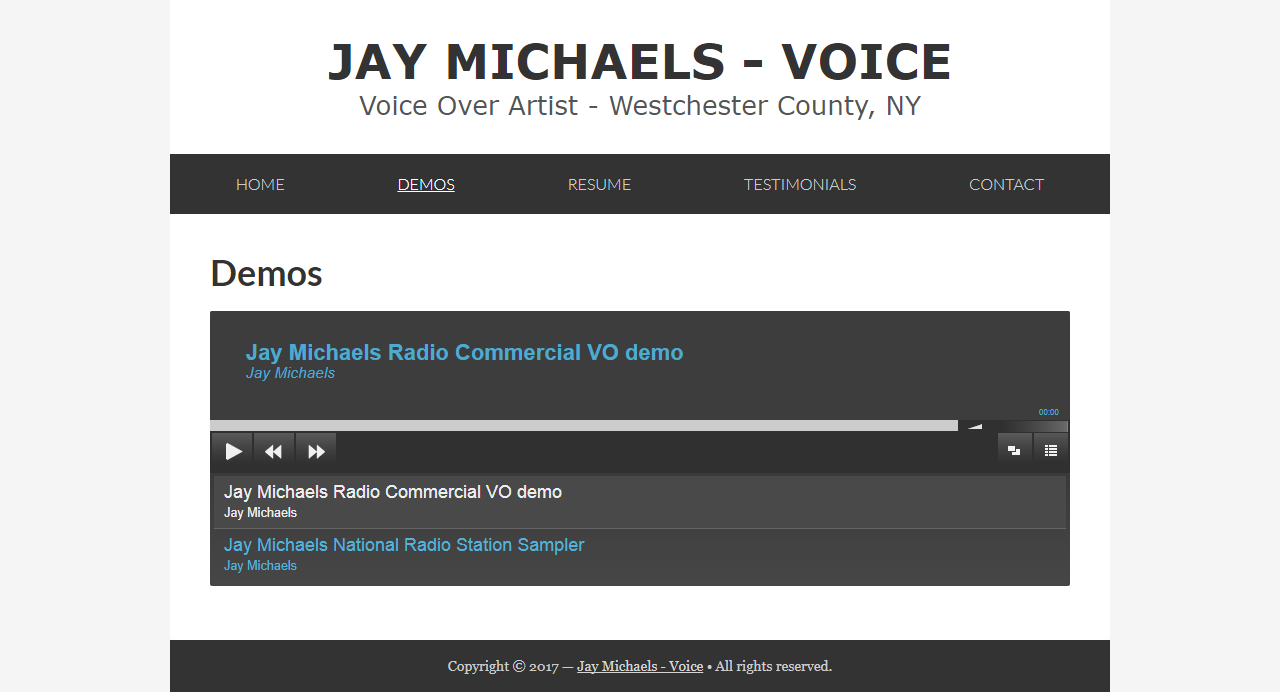 JAY MICHAELS - VOICE
Voice Over Artist - Westchester County, NY
HOME DEMOS RESUME TESTIMONIALS CONTACT
Demos
Jay Michaels Radio Commercial VO demo
Jay Michaels
00:00
Jay Michaels Radio Commercial VO demo
Jay Michaels
Jay Michaels National Radio Station Sampler
Jay Michaels
Copyright © 2017 — Jay Michaels - Voice • All rights reserved.